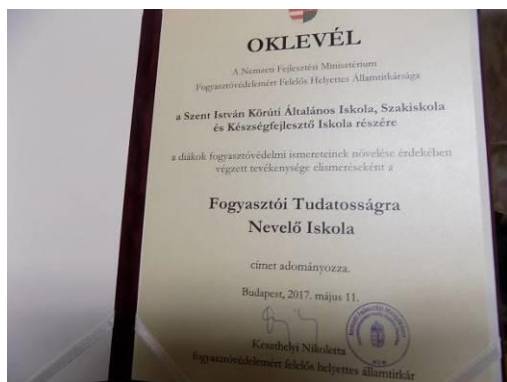 OKLEVÉL
A Nemzeti Fejlesztési Minisztérium
Fogyasztóvédelemért Felelős Helyettes Államtitkársága
a Szent István Körúti Általános Iskola, Szakiskola
és Készségfejlesztő Iskola részére
a diákok fogyasztóvédelmi ismereteinek növelése érdekében
végzett tevékenysége elismeréseként a
Fogyasztói Tudatosságra
Nevelő Iskola
címet adományozza.
Budapest, 2017. május 11.
Keszthelyi Nikoletta
fogyasztóvédelemért felelős helyettes államtitkár